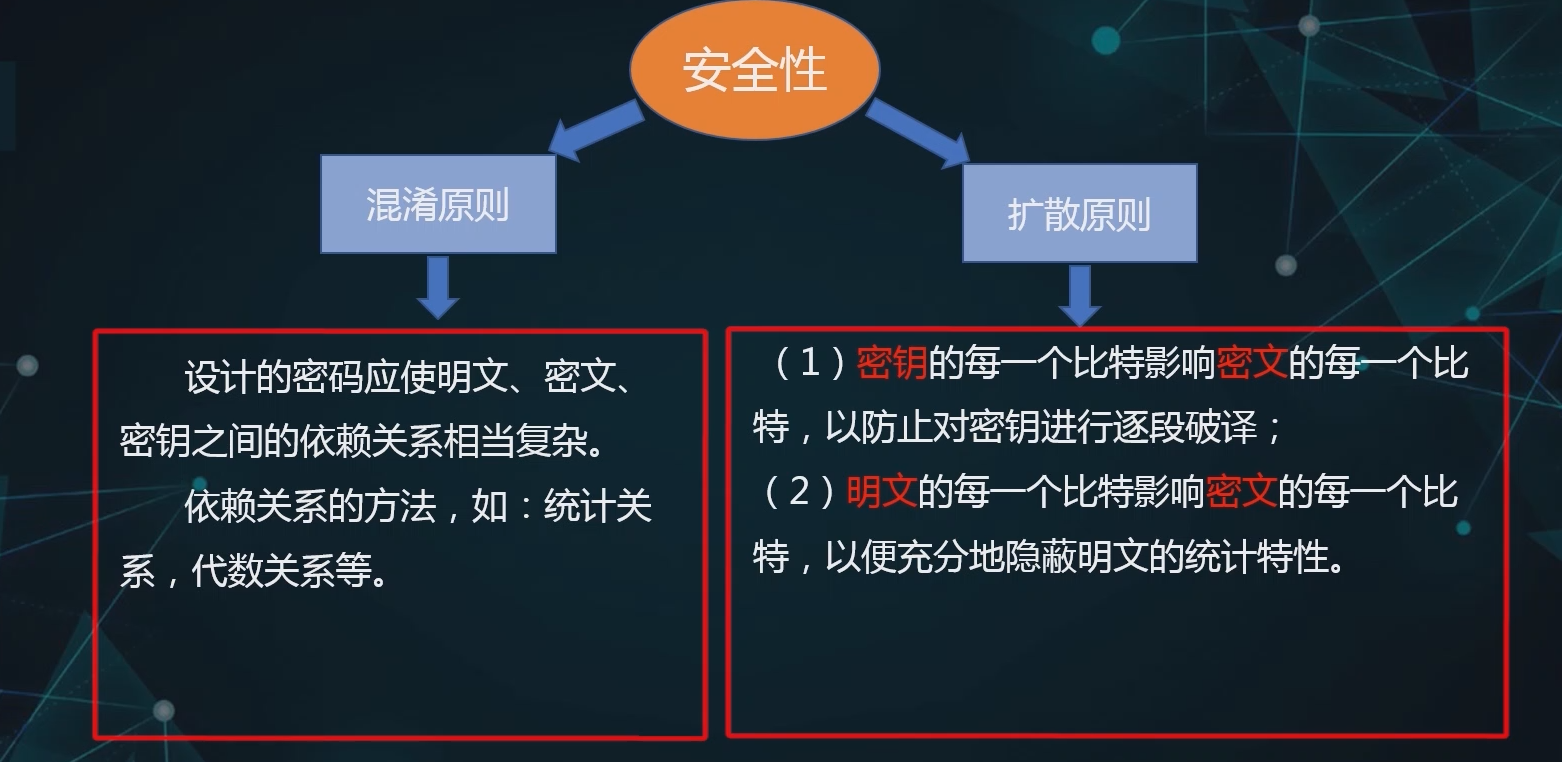 安全性
混淆原则
扩散原则
设计的密码应使明文、密文、
密钥之间的依赖关系相当复杂。
依赖关系的方法，如：统计关
系，代数关系等。
（1）密钥的每一个比特影响密文的每一个比
特，以防止对密钥进行逐段破译；
（2）明文的每一个比特影响密文的每一个比
特，以便充分地隐蔽明文的统计特性。